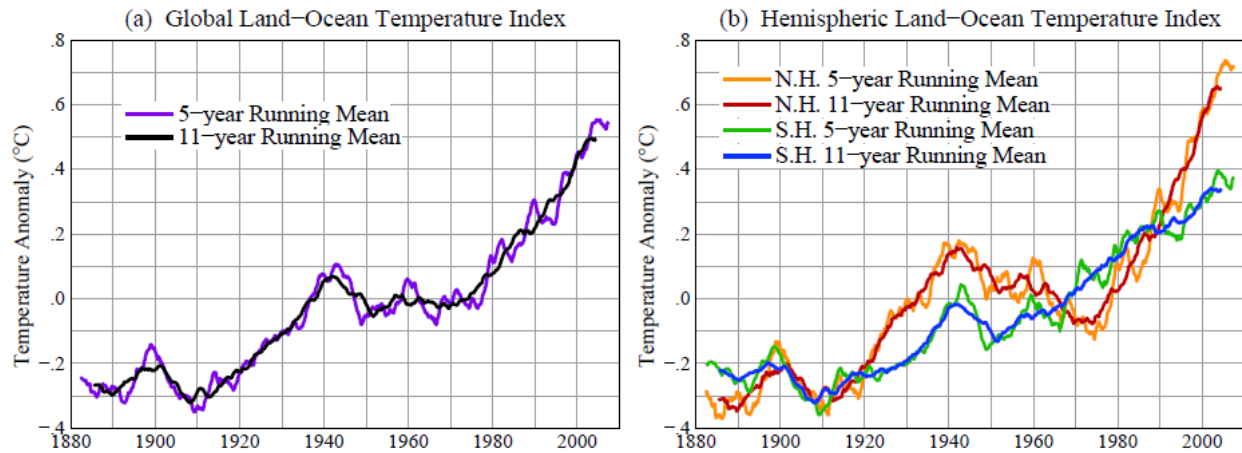 (a) Global Land−Ocean Temperature Index
.8
.6
.4
.2
.0
−.2
−.4
Temperature Anomaly (°C)
5−year Running Mean
11−year Running Mean
1880 1900 1920 1940 1960 1980 2000
(b) Hemispheric Land−Ocean Temperature Index
.8
.6
.4
.2
.0
−.2
−.4
Temperature Anomaly (°C)
N.H. 5−year Running Mean
N.H. 11−year Running Mean
S.H. 5−year Running Mean
S.H. 11−year Running Mean
1880 1900 1920 1940 1960 1980 2000